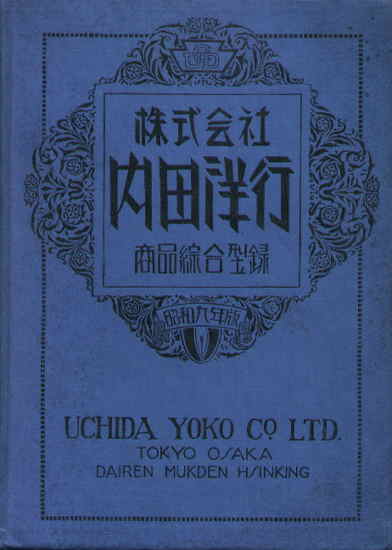 株式会社
内田洋行
商品綜合型録
昭和九年版
UCHIDA YOKO Cº LTD.
TOKYO OSAKA
DAIREN MUKDEN HSINKING